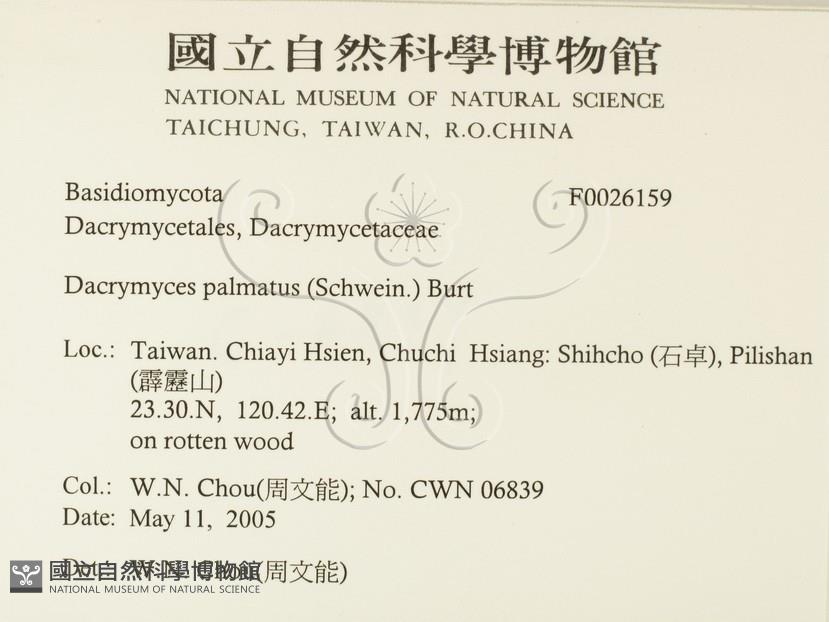 國立自然科學博物館
NATIONAL MUSEUM OF NATURAL SCIENCE
TAICHUNG, TAIWAN, R.O.CHINA
Basidiomycota F0026159
Dacrymycetales, Dacrymycetaceae
Dacrymyces palmatus (Schwein.) Burt
Loc.: Taiwan. Chiayi Hsien, Chuchi Hsiang: Shihcho (石卓), Pilishan
(霹靂山)
23.30.N, 120.42.E; alt. 1,775m;
on rotten wood
Col.: W.N. Chou(周文能); No. CWN 06839
Date: May 11, 2005
Det.: W.N. Chou(周文能)
國立自然科學博物館
NATIONAL MUSEUM OF NATURAL SCIENCE